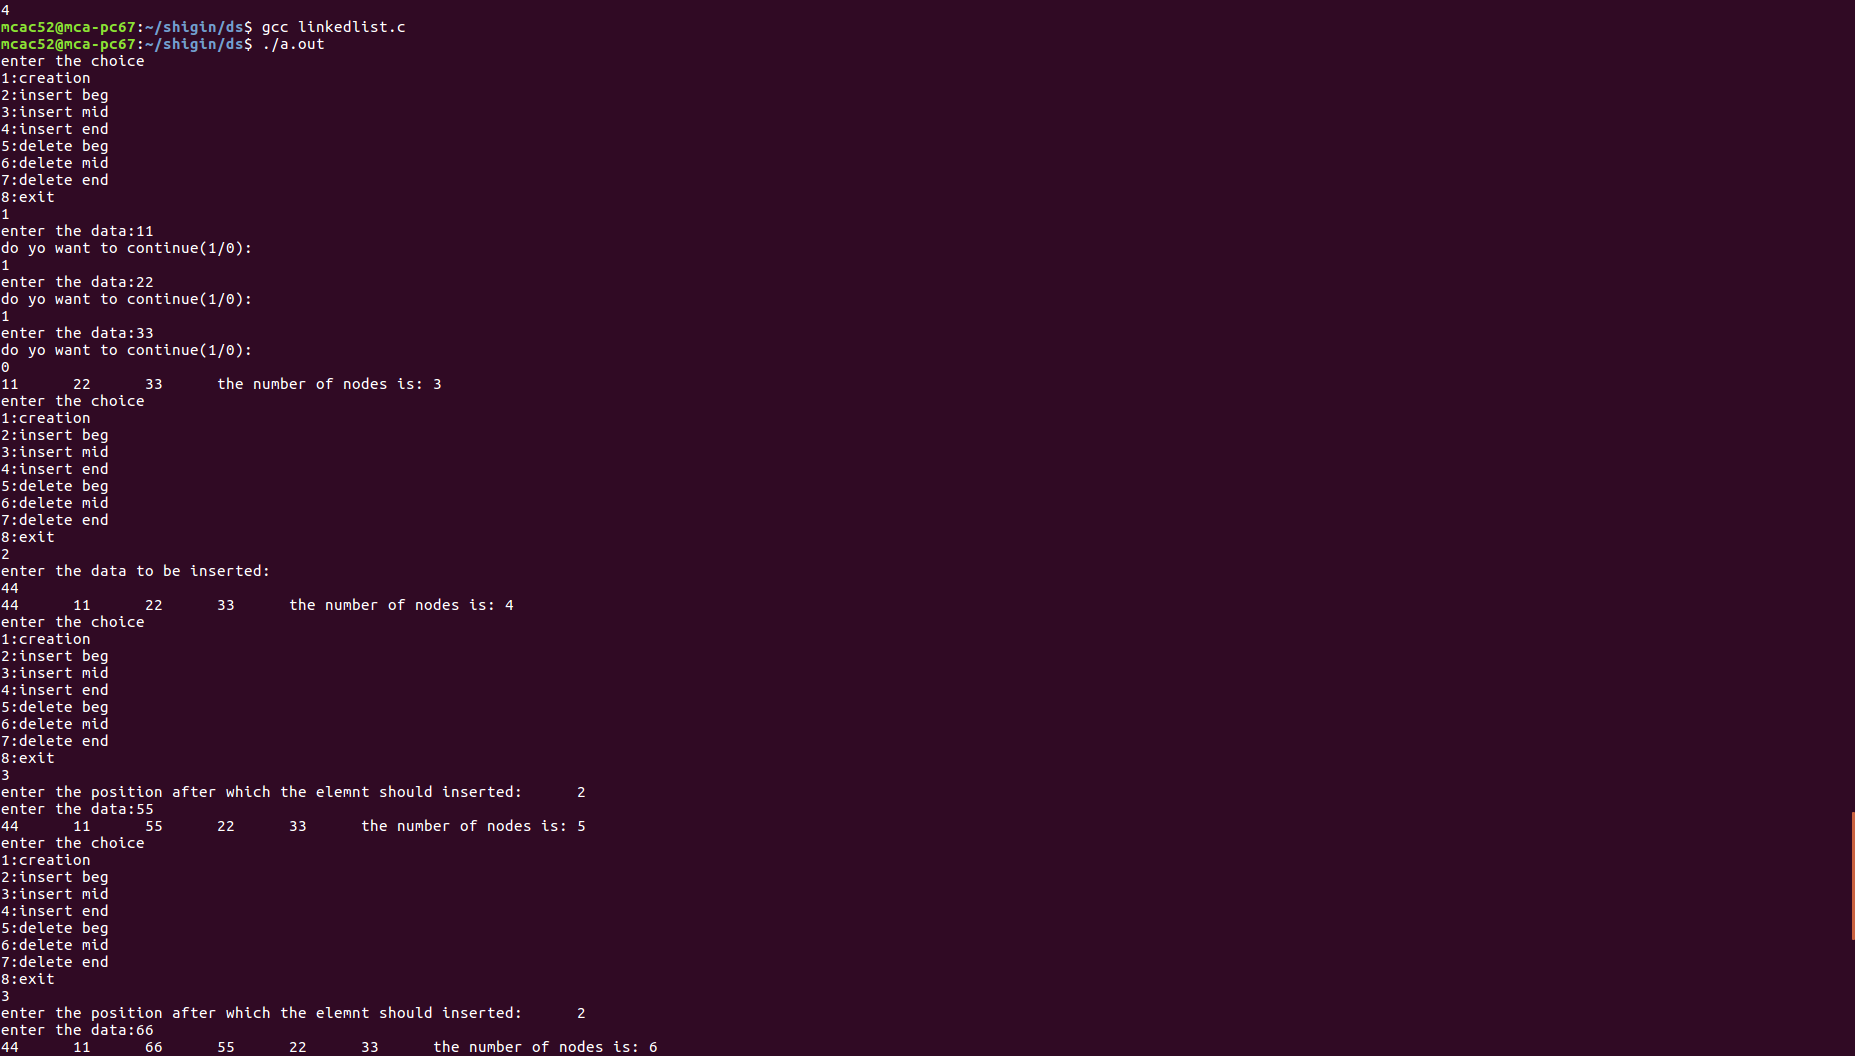 4
mcac52@mca-pc67:~/shigin/ds$ gcc linkedlist.c
mcac52@mca-pc67:~/shigin/ds$ ./a.out
enter the choice
1:creation
2:insert beg
3:insert mid
4:insert end
5:delete beg
6:delete mid
7:delete end
8:exit
1
enter the data:11
do yo want to continue(1/0):
1
enter the data:22
do yo want to continue(1/0):
1
enter the data:33
do yo want to continue(1/0):
0
11      22      33      the number of nodes is: 3
enter the choice
1:creation
2:insert beg
3:insert mid
4:insert end
5:delete beg
6:delete mid
7:delete end
8:exit
2
enter the data to be inserted:
44
44      11      22      33      the number of nodes is: 4
enter the choice
1:creation
2:insert beg
3:insert mid
4:insert end
5:delete beg
6:delete mid
7:delete end
8:exit
3
enter the position after which the elemnt should inserted:      2
enter the data:55
44      11      55      22      33      the number of nodes is: 5
enter the choice
1:creation
2:insert beg
3:insert mid
4:insert end
5:delete beg
6:delete mid
7:delete end
8:exit
3
enter the position after which the elemnt should inserted:      2
enter the data:66
44      11      66      55      22      33      the number of nodes is: 6